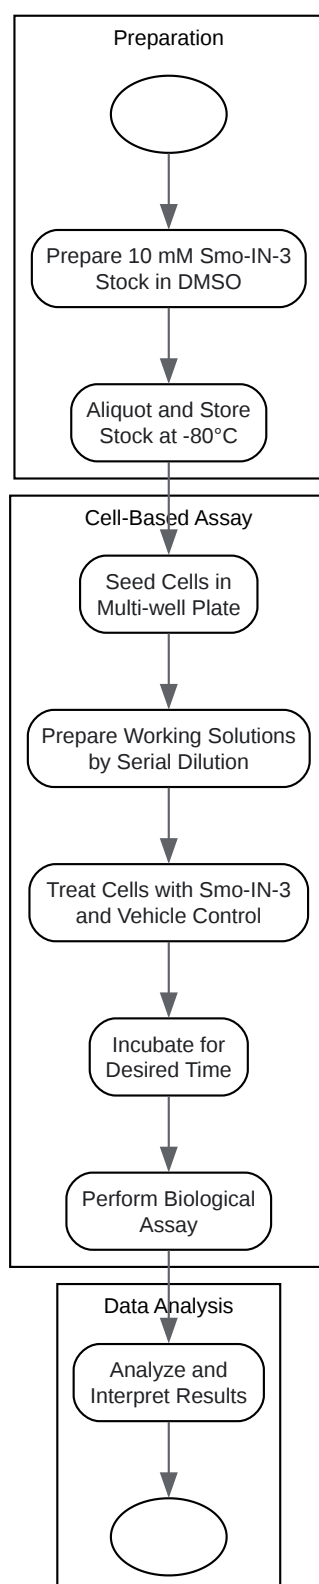 Preparation
Prepare 10 mM Smo-IN-3
Stock in DMSO
Aliquot and Store
Stock at -80°C
Cell-Based Assay
Seed Cells in
Multi-well Plate
Prepare Working Solutions
by Serial Dilution
Treat Cells with Smo-IN-3
and Vehicle Control
Incubate for
Desired Time
Perform Biological
Assay
Data Analysis
Analyze and
Interpret Results